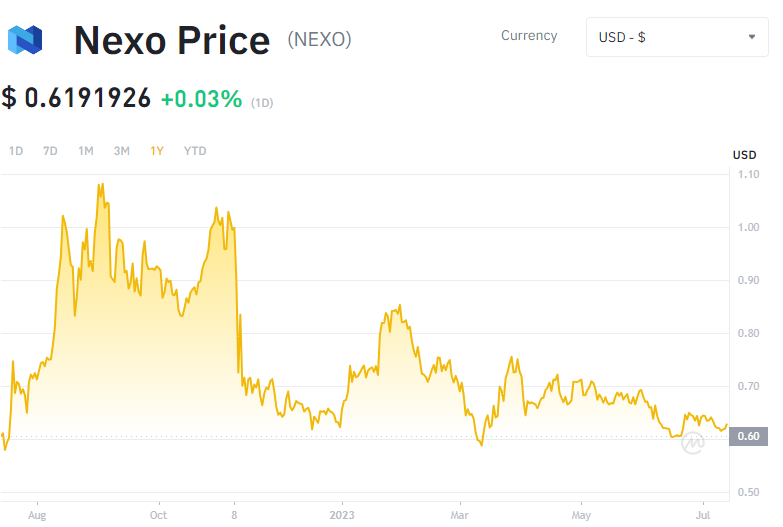 Nexo Price (NEXO)
Currency
USD - $
$ 0.6191926 +0.03% (1D)
1D 7D 1M 3M 1Y YTD
USD
1.10
1.00
0.90
0.80
0.70
0.60
0.50
Aug Oct 8 2023 Mar May Jul